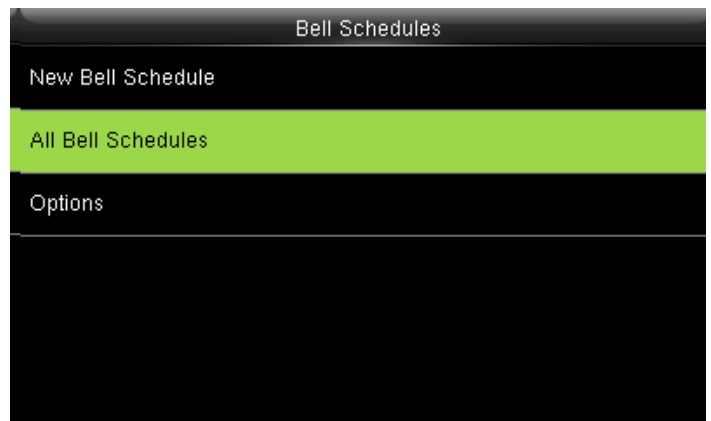 Bell Schedules
New Bell Schedule
All Bell Schedules
Options